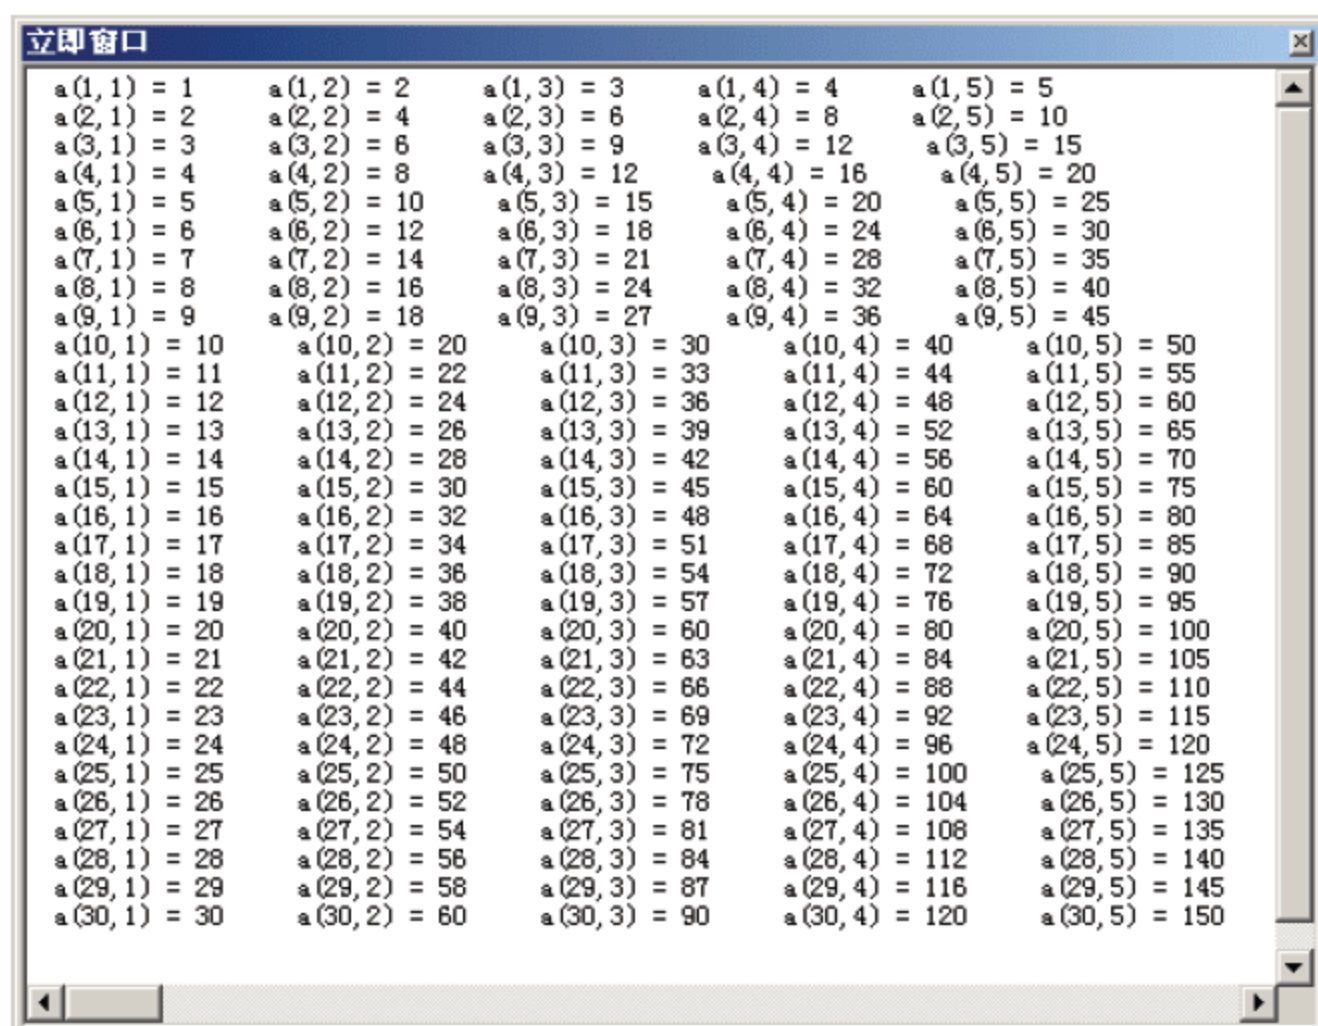 立即窗口
a(1, 1) = 1 a(1, 2) = 2 a(1, 3) = 3 a(1, 4) = 4 a(1, 5) = 5
a(2, 1) = 2 a(2, 2) = 4 a(2, 3) = 6 a(2, 4) = 8 a(2, 5) = 10
a(3, 1) = 3 a(3, 2) = 6 a(3, 3) = 9 a(3, 4) = 12 a(3, 5) = 15
a(4, 1) = 4 a(4, 2) = 8 a(4, 3) = 12 a(4, 4) = 16 a(4, 5) = 20
a(5, 1) = 5 a(5, 2) = 10 a(5, 3) = 15 a(5, 4) = 20 a(5, 5) = 25
a(6, 1) = 6 a(6, 2) = 12 a(6, 3) = 18 a(6, 4) = 24 a(6, 5) = 30
a(7, 1) = 7 a(7, 2) = 14 a(7, 3) = 21 a(7, 4) = 28 a(7, 5) = 35
a(8, 1) = 8 a(8, 2) = 16 a(8, 3) = 24 a(8, 4) = 32 a(8, 5) = 40
a(9, 1) = 9 a(9, 2) = 18 a(9, 3) = 27 a(9, 4) = 36 a(9, 5) = 45
a(10, 1) = 10 a(10, 2) = 20 a(10, 3) = 30 a(10, 4) = 40 a(10, 5) = 50
a(11, 1) = 11 a(11, 2) = 22 a(11, 3) = 33 a(11, 4) = 44 a(11, 5) = 55
a(12, 1) = 12 a(12, 2) = 24 a(12, 3) = 36 a(12, 4) = 48 a(12, 5) = 60
a(13, 1) = 13 a(13, 2) = 26 a(13, 3) = 39 a(13, 4) = 52 a(13, 5) = 65
a(14, 1) = 14 a(14, 2) = 28 a(14, 3) = 42 a(14, 4) = 56 a(14, 5) = 70
a(15, 1) = 15 a(15, 2) = 30 a(15, 3) = 45 a(15, 4) = 60 a(15, 5) = 75
a(16, 1) = 16 a(16, 2) = 32 a(16, 3) = 48 a(16, 4) = 64 a(16, 5) = 80
a(17, 1) = 17 a(17, 2) = 34 a(17, 3) = 51 a(17, 4) = 68 a(17, 5) = 85
a(18, 1) = 18 a(18, 2) = 36 a(18, 3) = 54 a(18, 4) = 72 a(18, 5) = 90
a(19, 1) = 19 a(19, 2) = 38 a(19, 3) = 57 a(19, 4) = 76 a(19, 5) = 95
a(20, 1) = 20 a(20, 2) = 40 a(20, 3) = 60 a(20, 4) = 80 a(20, 5) = 100
a(21, 1) = 21 a(21, 2) = 42 a(21, 3) = 63 a(21, 4) = 84 a(21, 5) = 105
a(22, 1) = 22 a(22, 2) = 44 a(22, 3) = 66 a(22, 4) = 88 a(22, 5) = 110
a(23, 1) = 23 a(23, 2) = 46 a(23, 3) = 69 a(23, 4) = 92 a(23, 5) = 115
a(24, 1) = 24 a(24, 2) = 48 a(24, 3) = 72 a(24, 4) = 96 a(24, 5) = 120
a(25, 1) = 25 a(25, 2) = 50 a(25, 3) = 75 a(25, 4) = 100 a(25, 5) = 125
a(26, 1) = 26 a(26, 2) = 52 a(26, 3) = 78 a(26, 4) = 104 a(26, 5) = 130
a(27, 1) = 27 a(27, 2) = 54 a(27, 3) = 81 a(27, 4) = 108 a(27, 5) = 135
a(28, 1) = 28 a(28, 2) = 56 a(28, 3) = 84 a(28, 4) = 112 a(28, 5) = 140
a(29, 1) = 29 a(29, 2) = 58 a(29, 3) = 87 a(29, 4) = 116 a(29, 5) = 145
a(30, 1) = 30 a(30, 2) = 60 a(30, 3) = 90 a(30, 4) = 120 a(30, 5) = 150